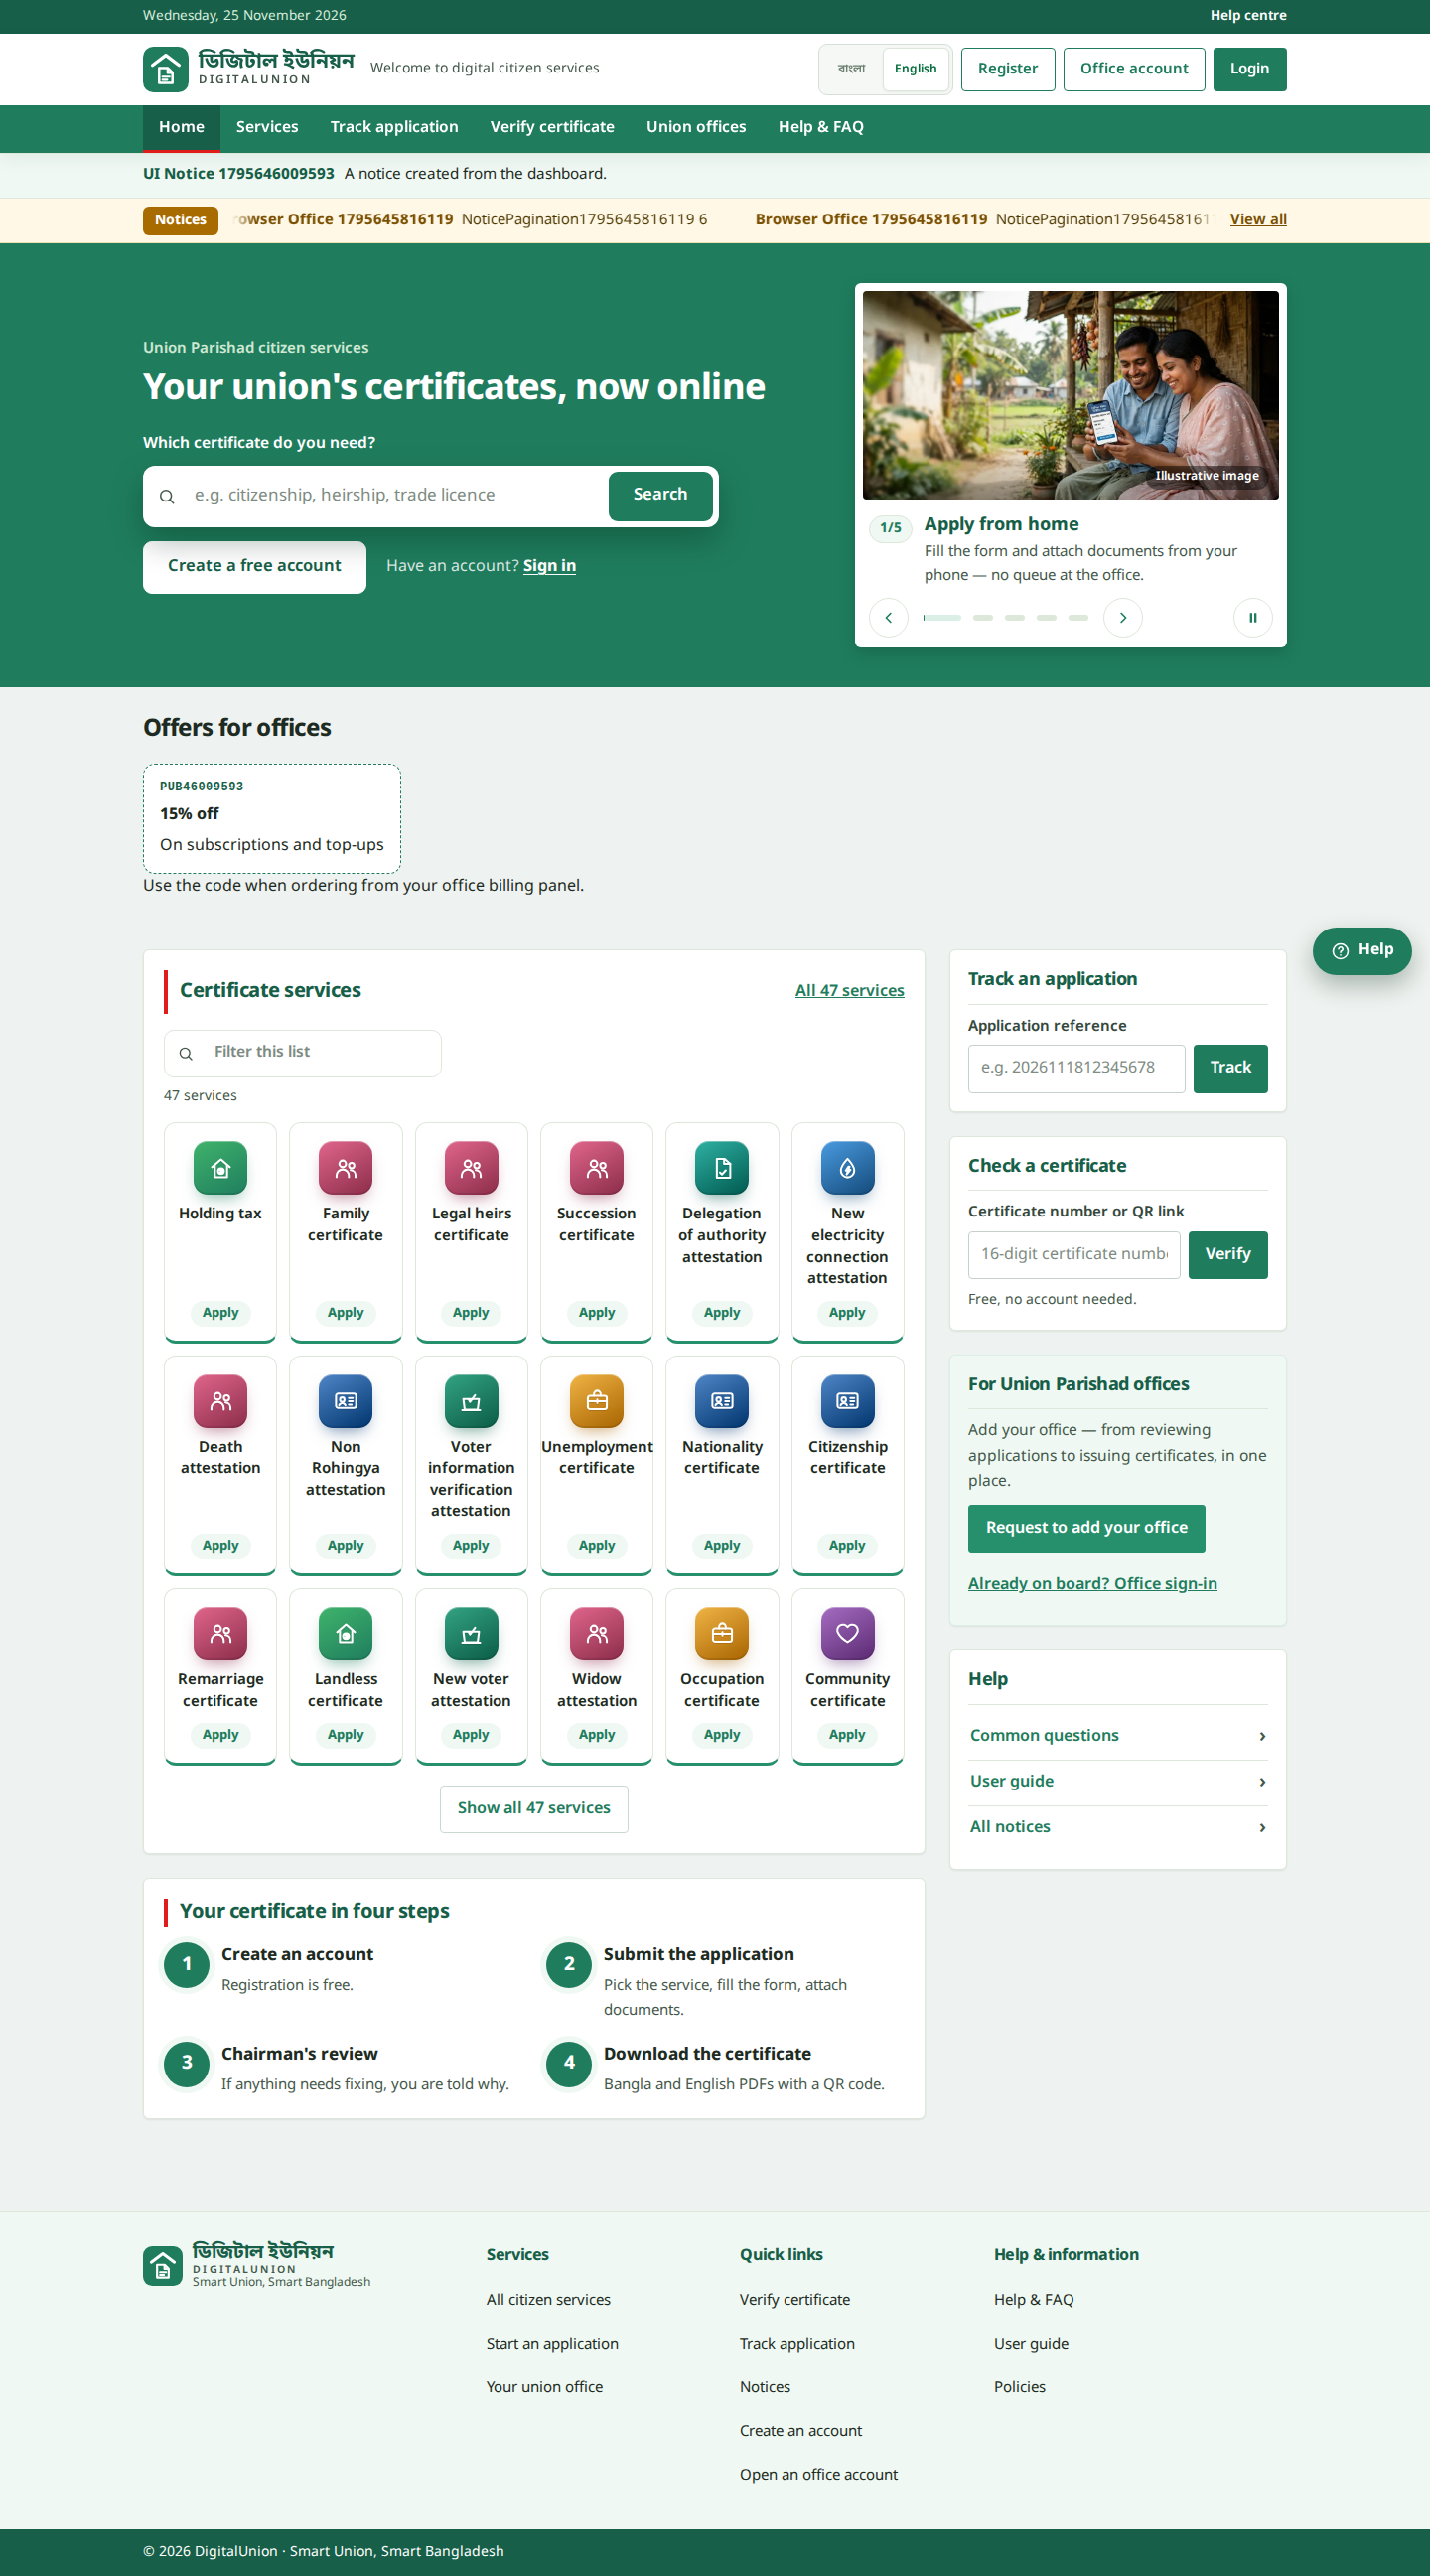 Wednesday, 25 November 2026
Help centre
ডিজিটাল ইউনিয়ন
DIGITALUNION
Welcome to digital citizen services
বাংলা
English
Register
Office account
Login
Home
Services
Track application
Verify certificate
Union offices
Help & FAQ
UI Notice 1795646009593 A notice created from the dashboard.
Notices
rowser Office 1795645816119 NoticePagination1795645816119 6
Browser Office 1795645816119 NoticePagination17956458161
View all
Union Parishad citizen services
Your union's certificates, now online
Which certificate do you need?
e.g. citizenship, heirship, trade licence
Search
Create a free account
Have an account? Sign in
Illustrative image
1/5
Apply from home
Fill the form and attach documents from your
phone — no queue at the office.
Offers for offices
PUB46009593
15% off
On subscriptions and top-ups
Use the code when ordering from your office billing panel.
Help
Certificate services
All 47 services
Filter this list
47 services
Holding tax
Apply
Family
certificate
Apply
Legal heirs
certificate
Apply
Succession
certificate
Apply
Delegation
of authority
attestation
Apply
New
electricity
connection
attestation
Apply
Death
attestation
Apply
Non
Rohingya
attestation
Apply
Voter
information
verification
attestation
Apply
Unemployment
certificate
Apply
Nationality
certificate
Apply
Citizenship
certificate
Apply
Remarriage
certificate
Apply
Landless
certificate
Apply
New voter
attestation
Apply
Widow
attestation
Apply
Occupation
certificate
Apply
Community
certificate
Apply
Show all 47 services
Track an application
Application reference
e.g. 2026111812345678
Track
Check a certificate
Certificate number or QR link
16-digit certificate numb
Verify
Free, no account needed.
For Union Parishad offices
Add your office — from reviewing
applications to issuing certificates, in one
place.
Request to add your office
Already on board? Office sign-in
Help
Common questions
User guide
All notices
Your certificate in four steps
1
Create an account
Registration is free.
2
Submit the application
Pick the service, fill the form, attach
documents.
3
Chairman's review
If anything needs fixing, you are told why.
4
Download the certificate
Bangla and English PDFs with a QR code.
ডিজিটাল ইউনিয়ন
DIGITALUNION
Smart Union, Smart Bangladesh
Services
All citizen services
Start an application
Your union office
Quick links
Verify certificate
Track application
Notices
Create an account
Open an office account
Help & information
Help & FAQ
User guide
Policies
© 2026 DigitalUnion · Smart Union, Smart Bangladesh